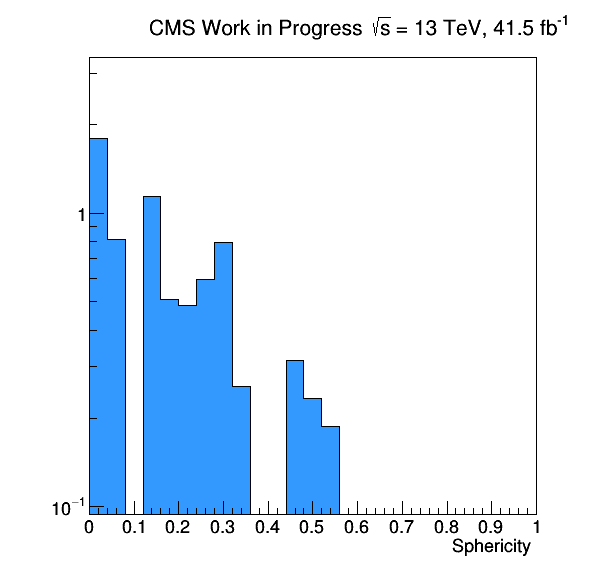 CMS Work in Progress √s = 13 TeV, 41.5 fb⁻¹
1
10⁻¹
0 0.1 0.2 0.3 0.4 0.5 0.6 0.7 0.8 0.9 1
Sphericity